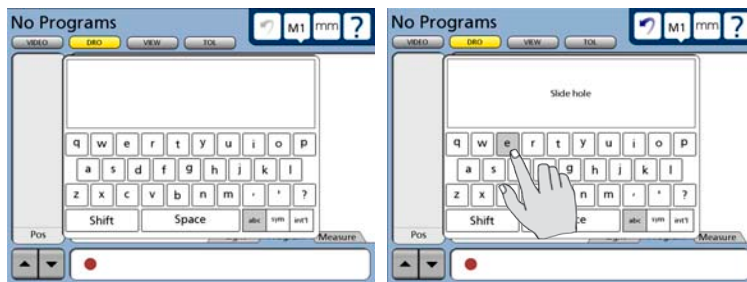 No Programs
M1 mm ?
VIDEO DRO VIEW TOL
q w e r t y u i o p
a s d f g h j k l
z x c v b n m , ' ?
Shift Space abc sym int'l
Pos
Measure
No Programs
M1 mm ?
VIDEO DRO VIEW TOL
Slide hole
q w e r t y u i o p
a s g h j k l
z x n m , ' ?
Shift abc sym int'l
Pos
Measure